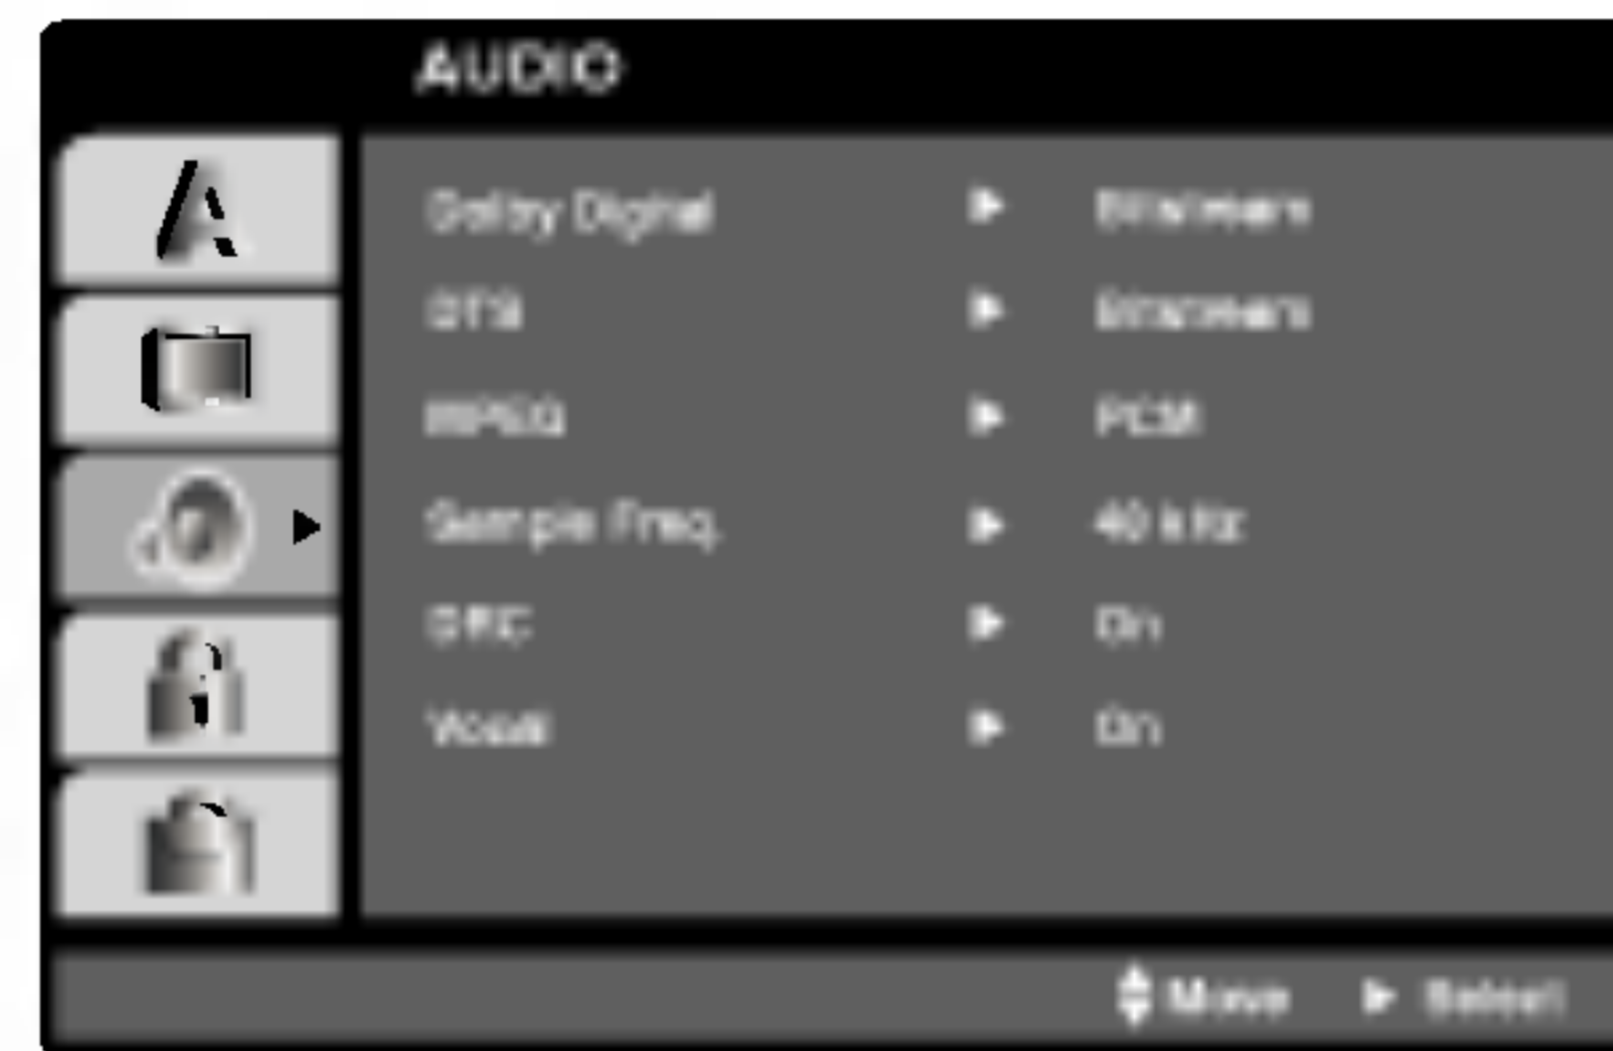 AUDIO
Dolby Digital Bitstream
DTS Bitstream
MPEG PCM
Sample Freq. kHz
DRC On
Vocal On
Move Select